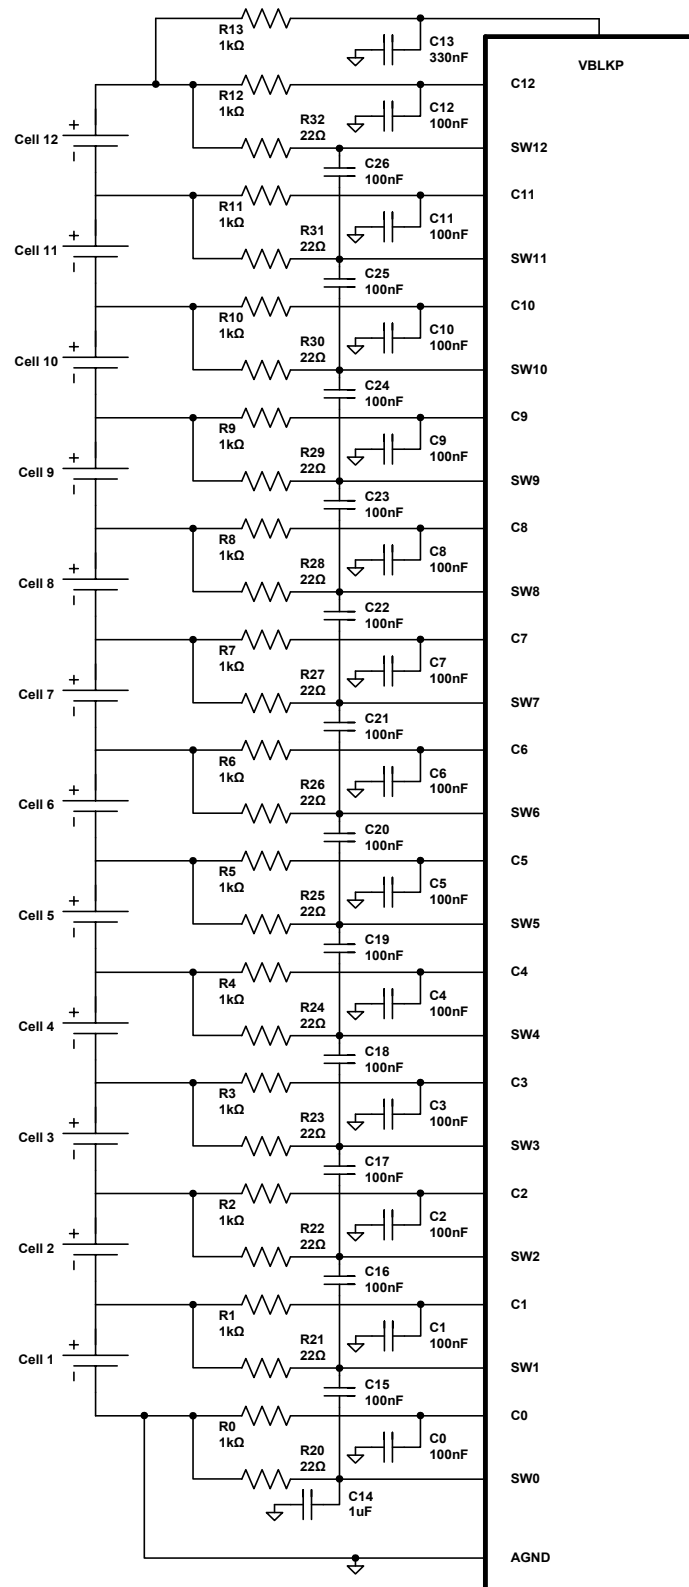 R13
1kΩ
C13
330nF
VBLKP
R12
1kΩ
C12
100nF
C12
Cell 12
+
−
R32
22Ω
SW12
C26
100nF
R11
1kΩ
C11
100nF
C11
Cell 11
+
−
R31
22Ω
SW11
C25
100nF
R10
1kΩ
C10
100nF
C10
Cell 10
+
−
R30
22Ω
SW10
C24
100nF
R9
1kΩ
C9
100nF
C9
Cell 9
+
−
R29
22Ω
SW9
C23
100nF
R8
1kΩ
C8
100nF
C8
Cell 8
+
−
R28
22Ω
SW8
C22
100nF
R7
1kΩ
C7
100nF
C7
Cell 7
+
−
R27
22Ω
SW7
C21
100nF
R6
1kΩ
C6
100nF
C6
Cell 6
+
−
R26
22Ω
SW6
C20
100nF
R5
1kΩ
C5
100nF
C5
Cell 5
+
−
R25
22Ω
SW5
C19
100nF
R4
1kΩ
C4
100nF
C4
Cell 4
+
−
R24
22Ω
SW4
C18
100nF
R3
1kΩ
C3
100nF
C3
Cell 3
+
−
R23
22Ω
SW3
C17
100nF
R2
1kΩ
C2
100nF
C2
Cell 2
+
−
R22
22Ω
SW2
C16
100nF
R1
1kΩ
C1
100nF
C1
Cell 1
+
−
R21
22Ω
SW1
C15
100nF
R0
1kΩ
C0
100nF
C0
R20
22Ω
SW0
C14
1uF
AGND